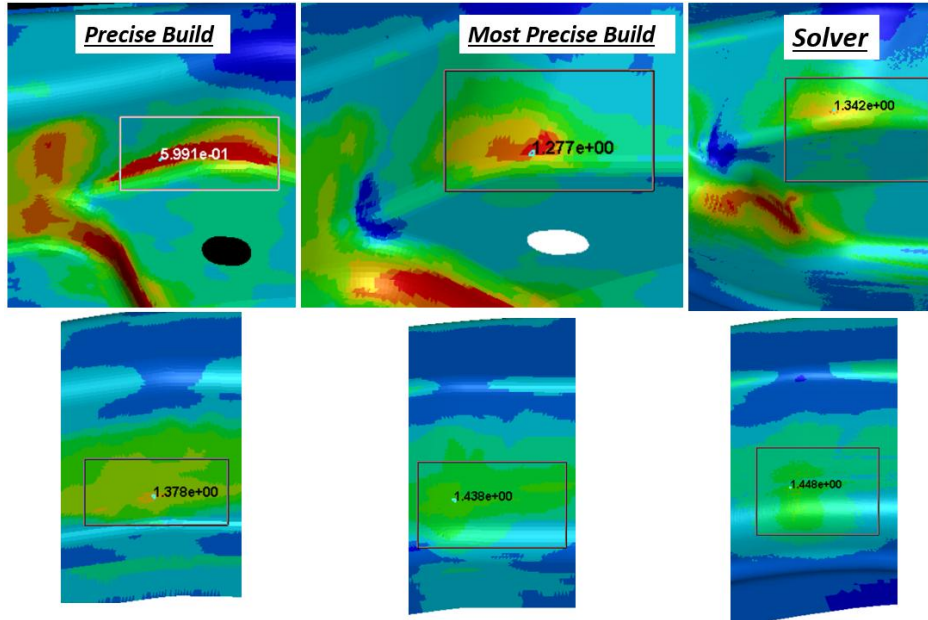 Precise Build
Most Precise Build
Solver
5.991e-01
1.277e+00
1.342e+00
1.378e+00
1.438e+00
1.448e+00